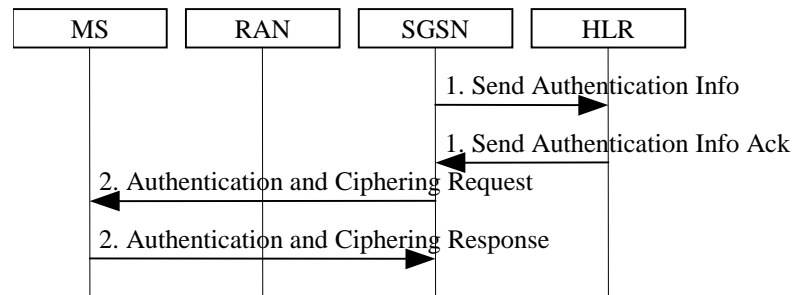 MS RAN SGSN HLR
1. Send Authentication Info
1. Send Authentication Info Ack
2. Authentication and Ciphering Request
2. Authentication and Ciphering Response